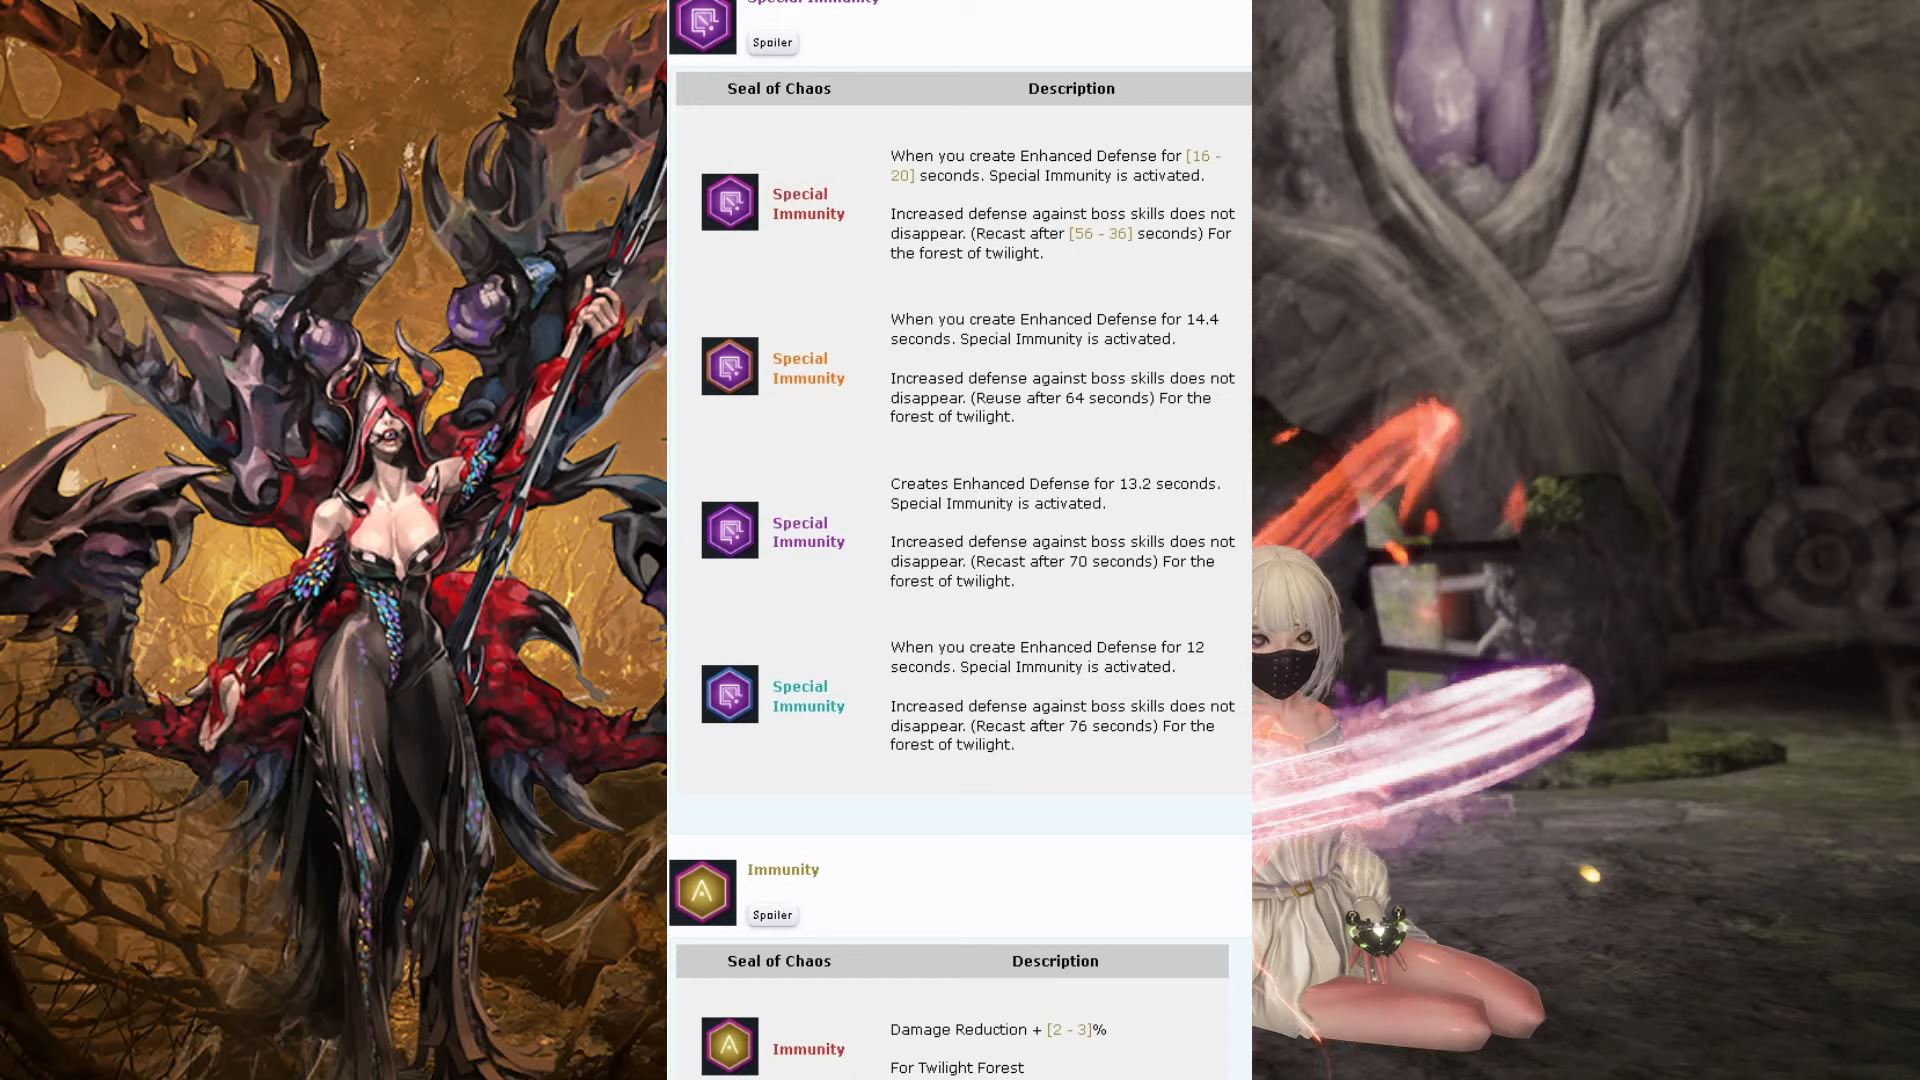 Special Immunity
Spoiler
Seal of Chaos
Description
Special
Immunity
When you create Enhanced Defense for [16 -
20] seconds. Special Immunity is activated.
Increased defense against boss skills does not
disappear. (Recast after [56 - 36] seconds) For
the forest of twilight.
Special
Immunity
When you create Enhanced Defense for 14.4
seconds. Special Immunity is activated.
Increased defense against boss skills does not
disappear. (Reuse after 64 seconds) For the
forest of twilight.
Special
Immunity
Creates Enhanced Defense for 13.2 seconds.
Special Immunity is activated.
Increased defense against boss skills does not
disappear. (Recast after 70 seconds) For the
forest of twilight.
Special
Immunity
When you create Enhanced Defense for 12
seconds. Special Immunity is activated.
Increased defense against boss skills does not
disappear. (Recast after 76 seconds) For the
forest of twilight.
Immunity
Spoiler
Seal of Chaos
Description
Immunity
Damage Reduction + [2 - 3]%
For Twilight Forest